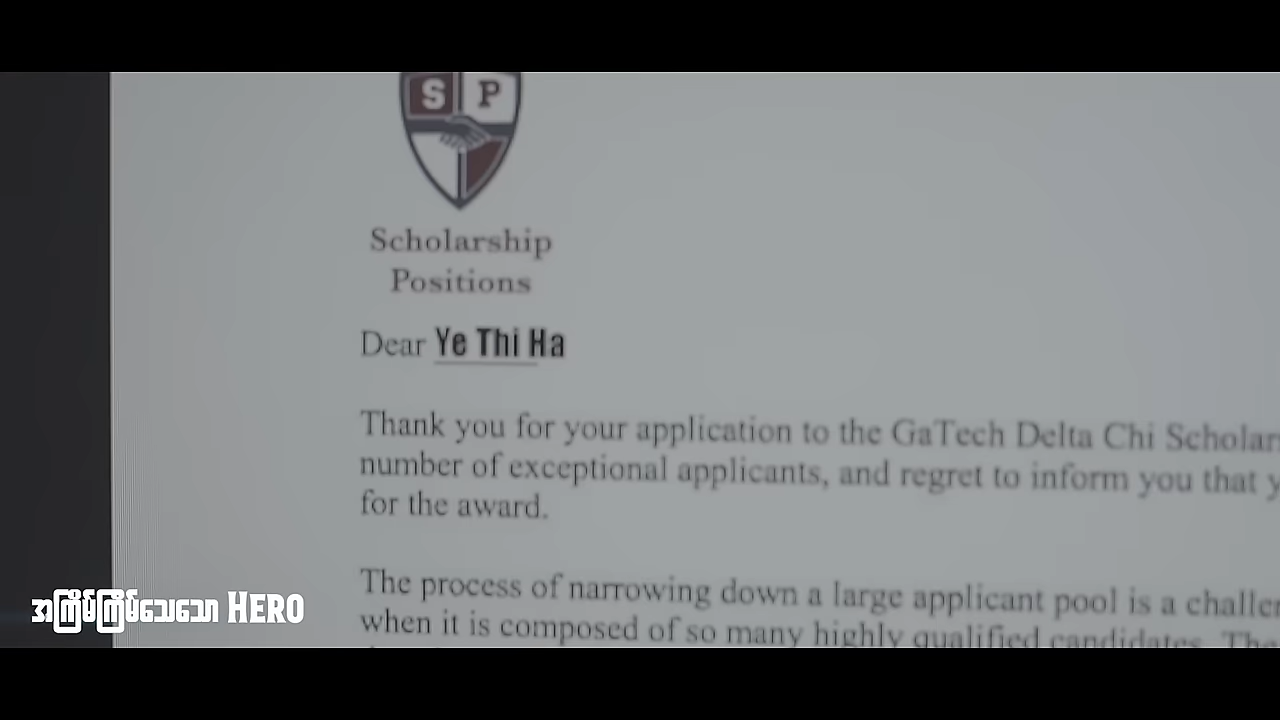 S P
Scholarship
Positions
Dear Ye Thi Ha
Thank you for your application to the GaTech Delta Chi
number of exceptional applicants, and regret to inform you that
for the award.
The process of narrowing down a large applicant pool is a
when it is composed of so many highly qualified candidates. The
အကြိမ်ကြိမ်သေသော HERO